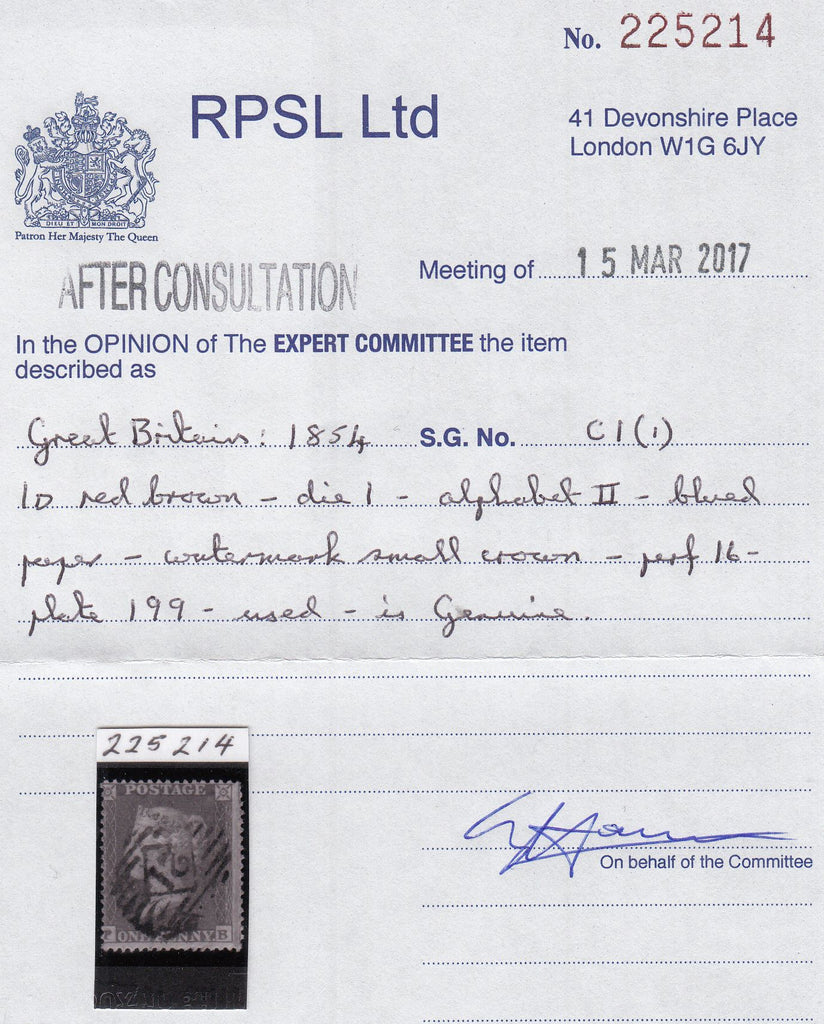 No. 225214
RPSL Ltd
41 Devonshire Place
London W1G 6JY
DIEU ET MON DROIT
Patron Her Majesty The Queen
AFTER CONSULTATION
Meeting of 15 MAR 2017
In the OPINION of The EXPERT COMMITTEE the item
described as
Great Britain: 1854 S.G. No. C1(1)
1D red brown - die 1 - alphabet II - blued
paper - watermark small crown - perf 16 -
plate 199 - used - is Genuine.
225214
POSTAGE
ONE PENNY
B
On behalf of the Committee